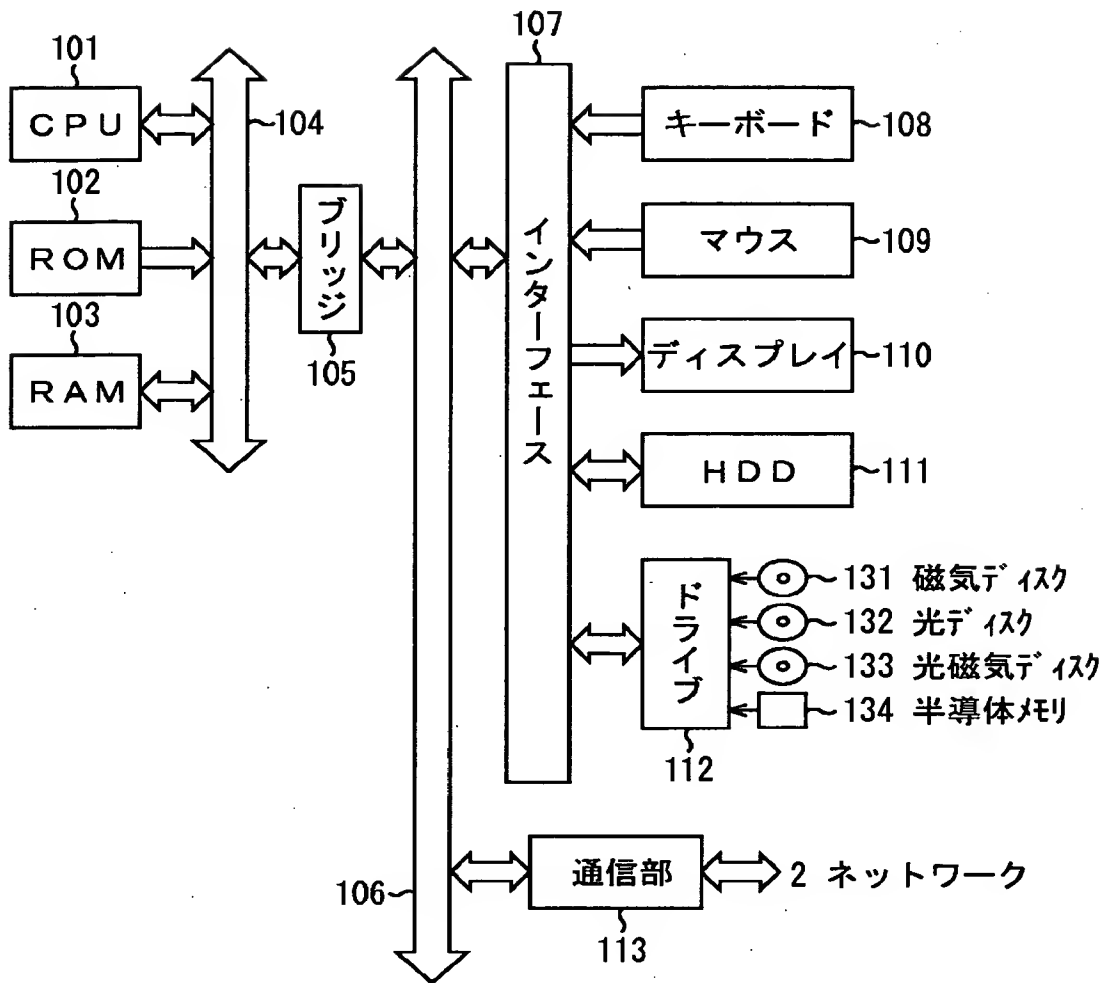 101
CPU
102
ROM
103
RAM
104
ブリッジ
105
106
107
インターフェース
キーボード
108
マウス
109
ディスプレイ
110
HDD
111
ドライブ
112
131 磁気ディスク
132 光ディスク
133 光磁気ディスク
134 半導体メモリ
通信部
113
2 ネットワーク